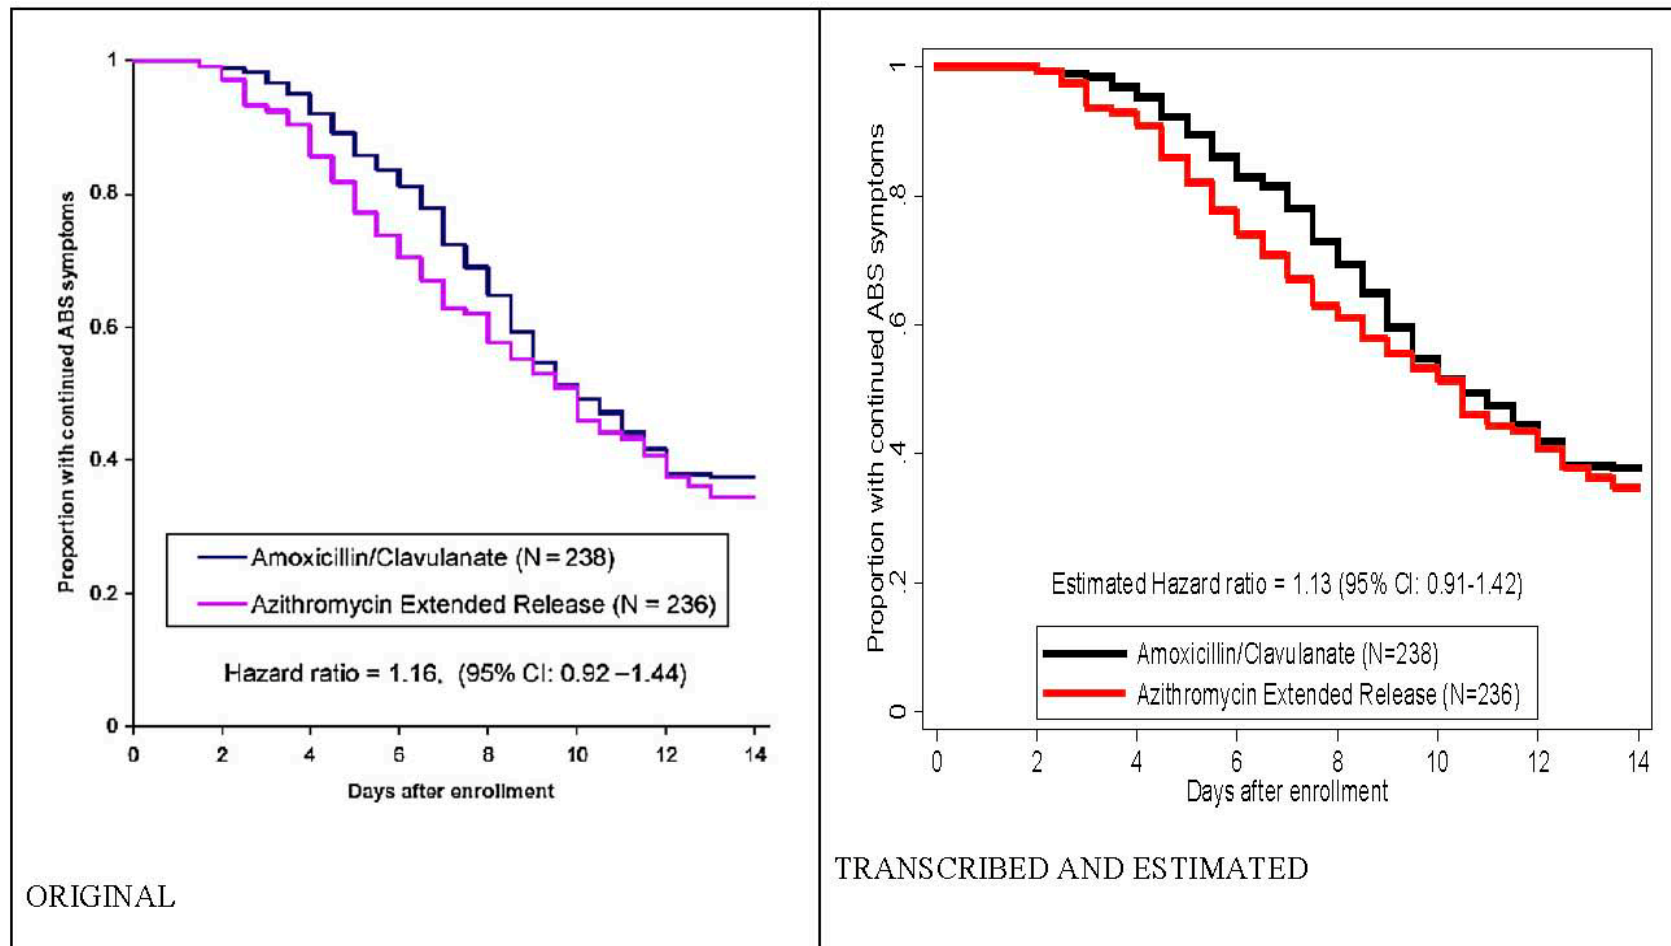 1
0.8
0.6
0.4
0.2
0
Proportion with continued ABS symptoms
Amoxicillin/Clavulanate (N = 238)
Azithromycin Extended Release (N = 236)
Hazard ratio = 1.16, (95% CI: 0.92 –1.44)
0 2 4 6 8 10 12 14
Days after enrollment
ORIGINAL
1
.8
.6
.4
.2
0
Proportion with continued ABS symptoms
Estimated Hazard ratio = 1.13 (95% CI: 0.91-1.42)
Amoxicillin/Clavulanate (N=238)
Azithromycin Extended Release (N=236)
0 2 4 6 8 10 12 14
Days after enrollment
TRANSCRIBED AND ESTIMATED